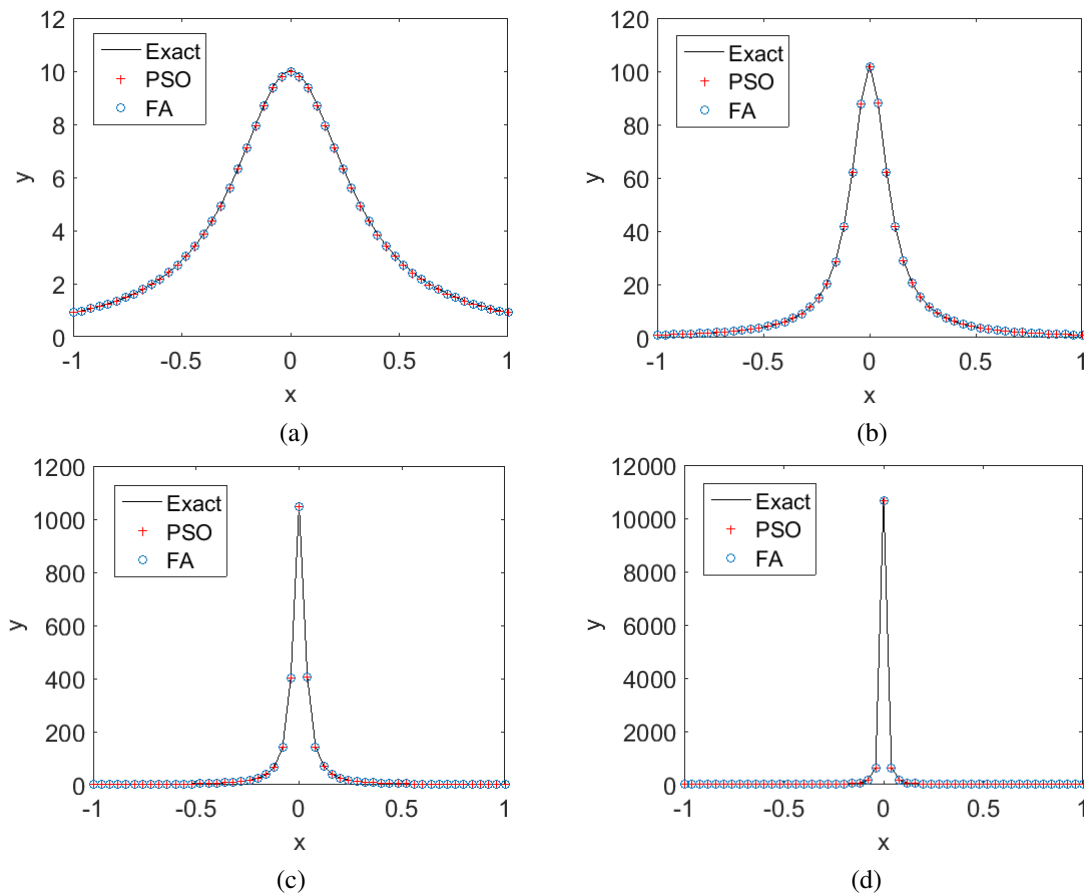 12
10
8
6
4
2
0
y
Exact
PSO
FA
-1 -0.5 0 0.5 1
x
(a)
120
100
80
60
40
20
0
y
Exact
PSO
FA
-1 -0.5 0 0.5 1
x
(b)
1200
1000
800
600
400
200
0
y
Exact
PSO
FA
-1 -0.5 0 0.5 1
x
(c)
12000
10000
8000
6000
4000
2000
0
y
Exact
PSO
FA
-1 -0.5 0 0.5 1
x
(d)